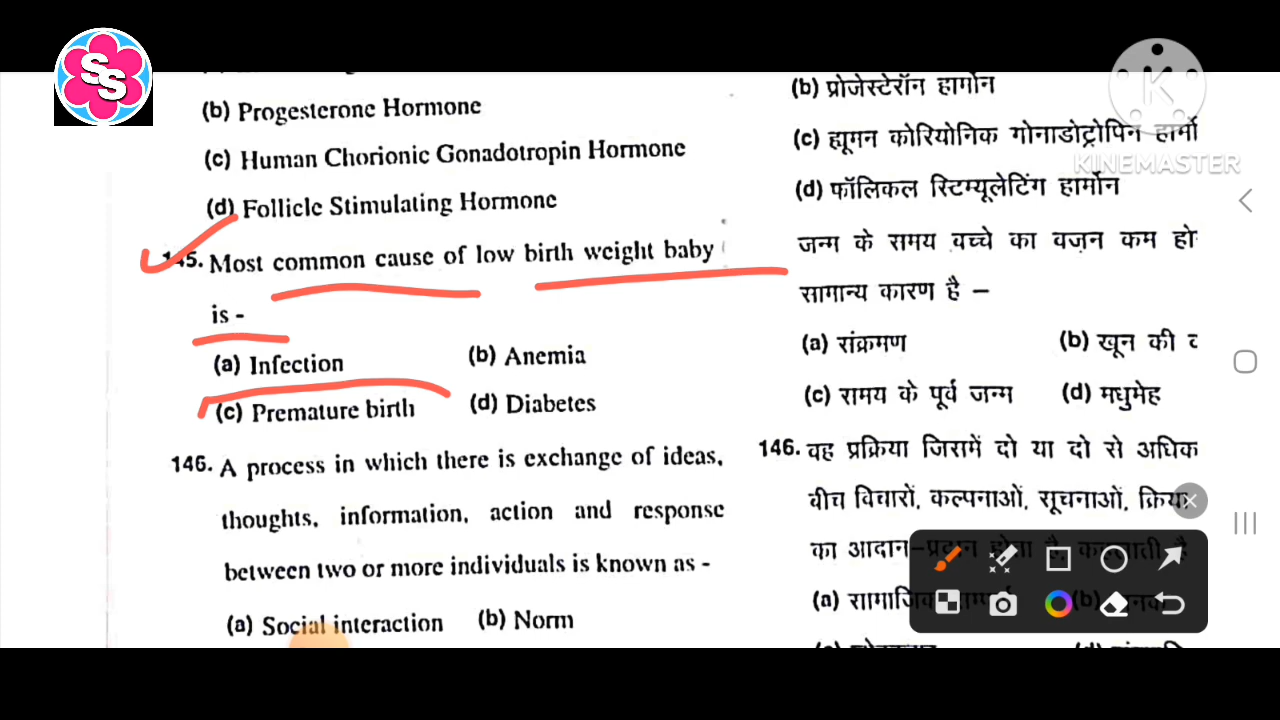 SS
K
KINEMASTER
(b) Progesterone Hormone
(c) Human Chorionic Gonadotropin Hormone
(d) Follicle Stimulating Hormone
145. Most common cause of low birth weight baby
is -
(a) Infection (b) Anemia
(c) Premature birth (d) Diabetes
146. A process in which there is exchange of ideas,
thoughts, information, action and response
between two or more individuals is known as -
(a) Social interaction (b) Norm
(b) प्रोजेस्टेरॉन हार्मोन
(c) ह्यूमन कोरियोनिक गोनाडोट्रोपिन हार्मो
(d) फॉलिकल स्टिम्यूलेटिंग हार्मोन
जन्म के समय बच्चे का वज़न कम हो
सामान्य कारण है –
(a) संक्रमण (b) खून की
(c) समय के पूर्व जन्म (d) मधुमेह
146. वह प्रक्रिया जिसमें दो या दो से अधिक
बीच विचारों, कल्पनाओं, सूचनाओं, क्रिया
का आदान-प्रदान होता है, कहलाती है
(a) (b)